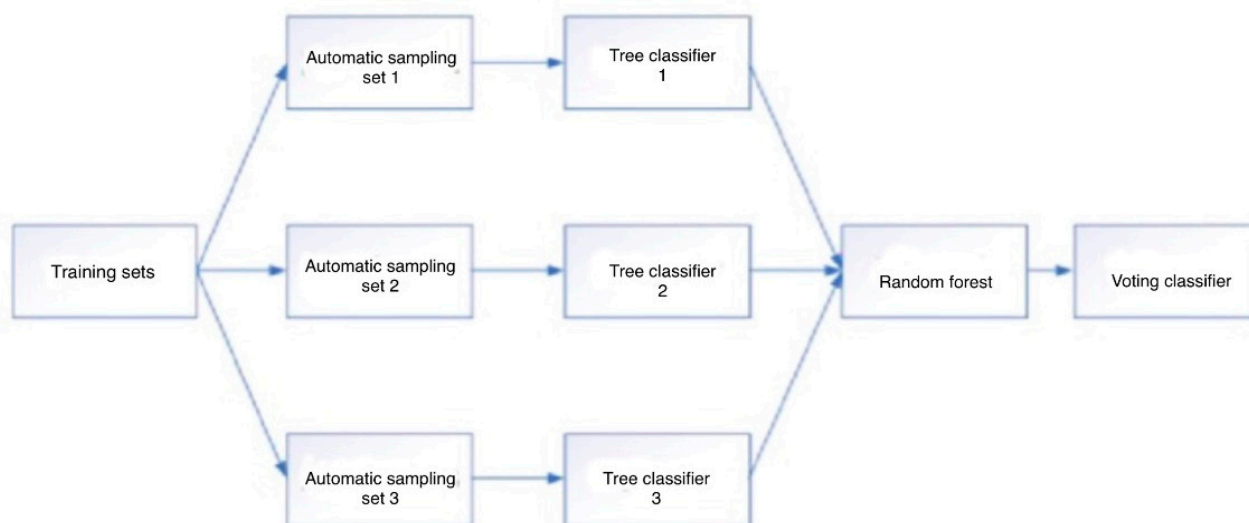 Automatic sampling
set 1
Tree classifier
1
Training sets
Automatic sampling
set 2
Tree classifier
2
Random forest
Voting classifier
Automatic sampling
set 3
Tree classifier
3